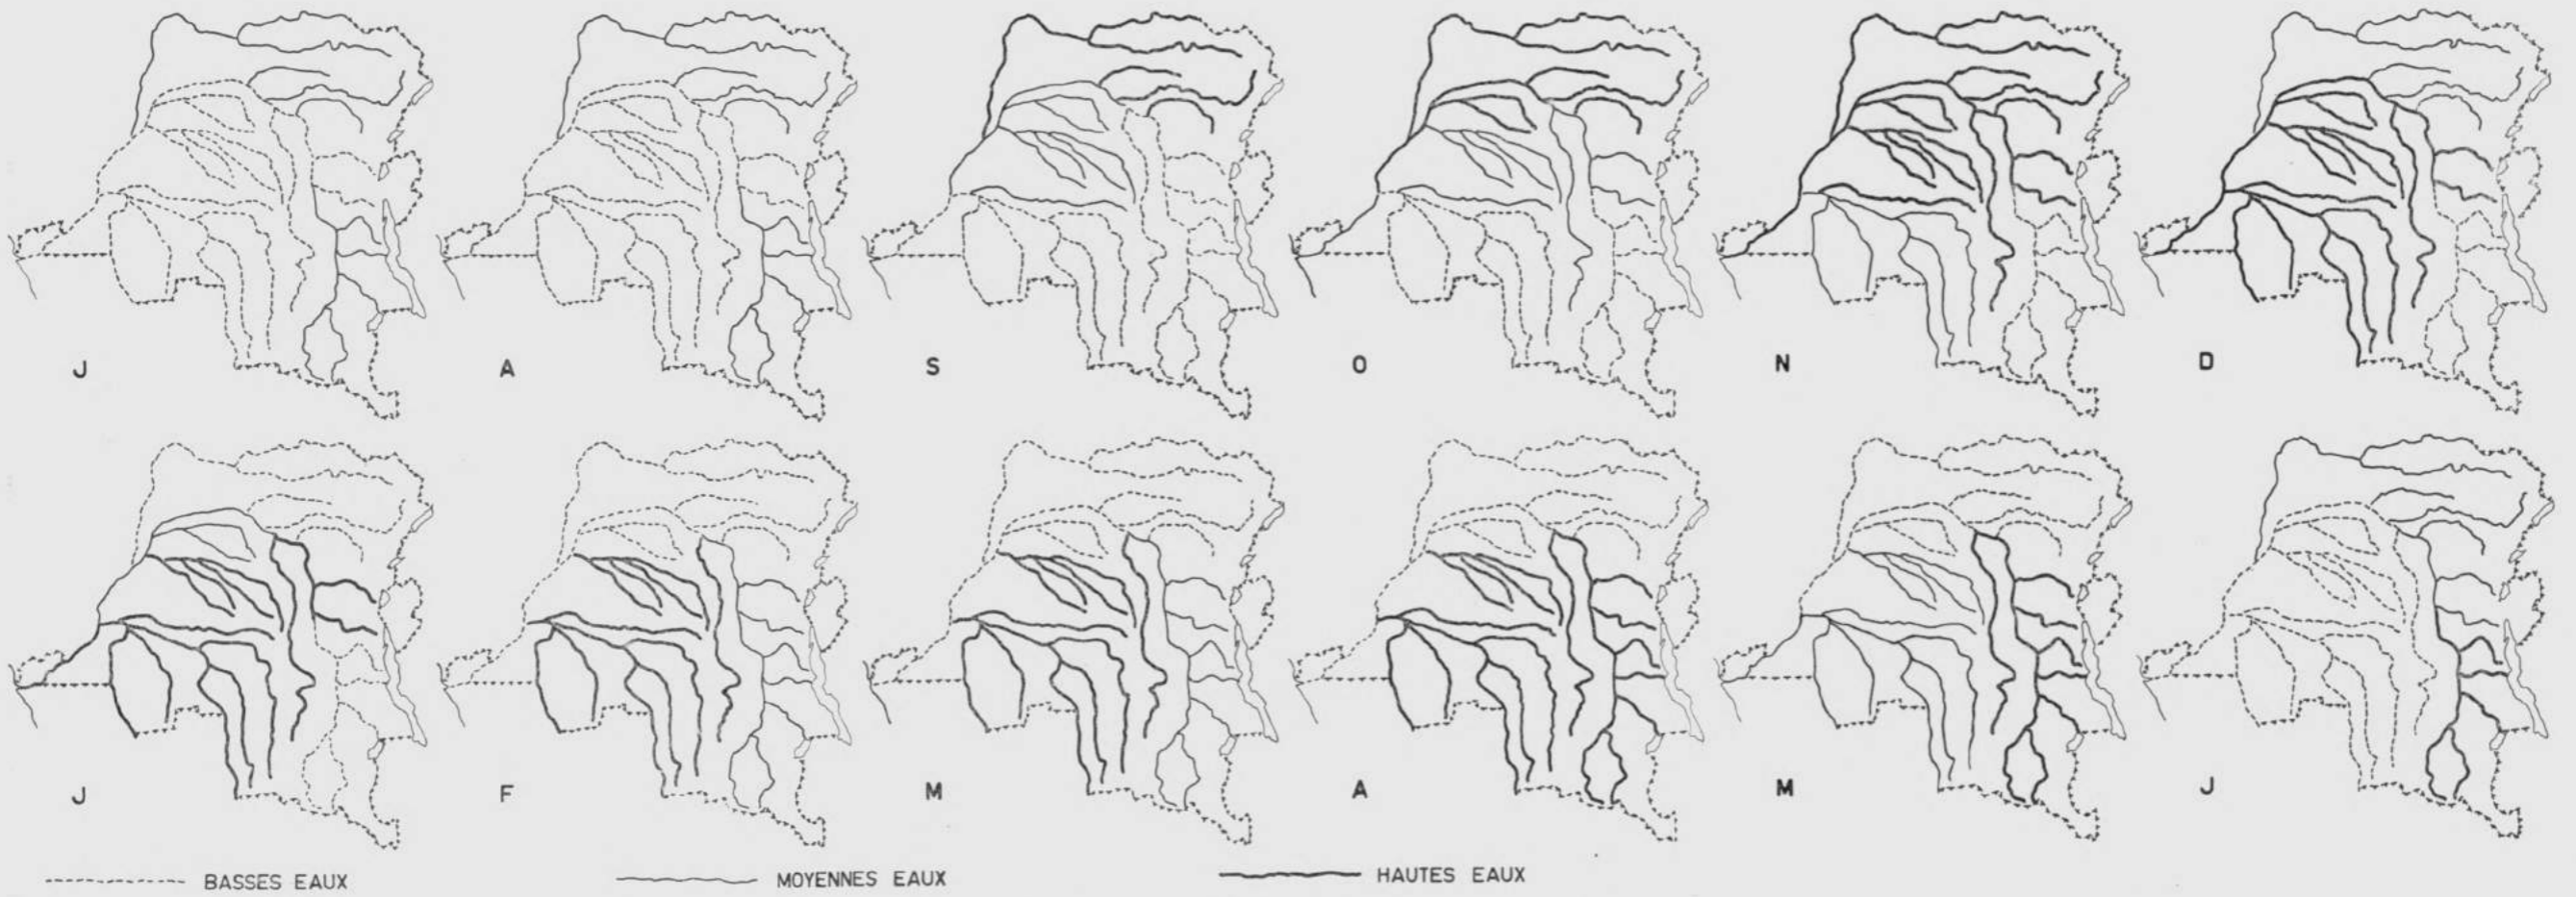 J A S O N D
J F M A M J
BASSES EAUX MOYENNES EAUX HAUTES EAUX